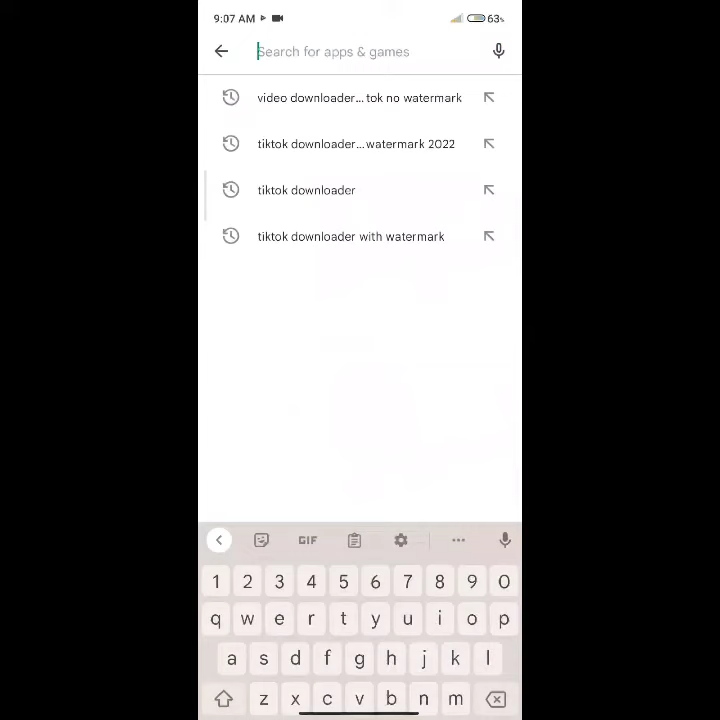 9:07 AM 63%
Search for apps & games
video downloader... tok no watermark
tiktok downloader...watermark 2022
tiktok downloader
tiktok downloader with watermark
GIF
1 2 3 4 5 6 7 8 9 0
q w e r t y u i o p
a s d f g h j k l
z x c v b n m